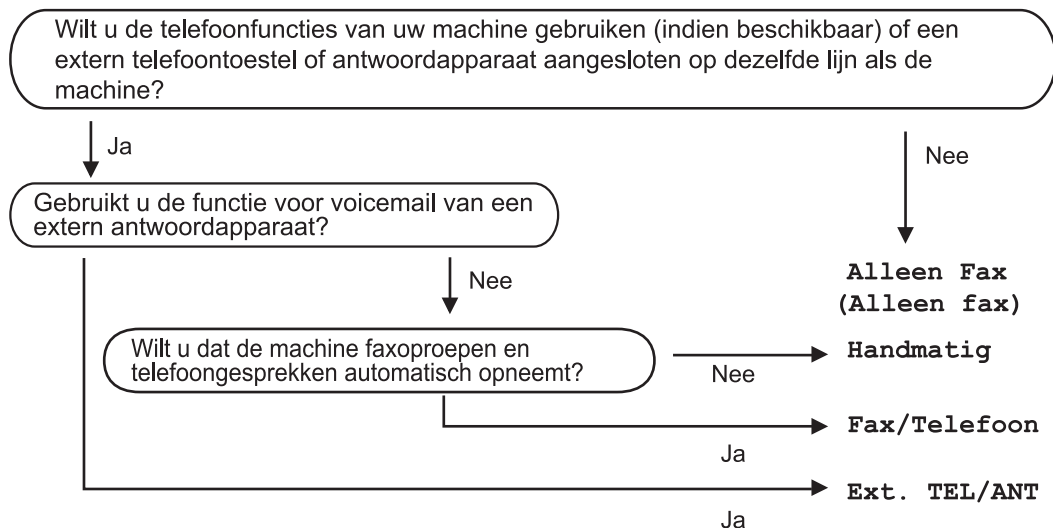 Wilt u de telefoonfuncties van uw machine gebruiken (indien beschikbaar) of een
extern telefoontoestel of antwoordapparaat aangesloten op dezelfde lijn als de
machine?
Ja
Nee
Gebruikt u de functie voor voicemail van een
extern antwoordapparaat?
Nee
Alleen Fax
(Alleen fax)
Wilt u dat de machine faxoproepen en
telefoongesprekken automatisch opneemt?
Nee
Handmatig
Ja
Fax/Telefoon
Ja
Ext. TEL/ANT